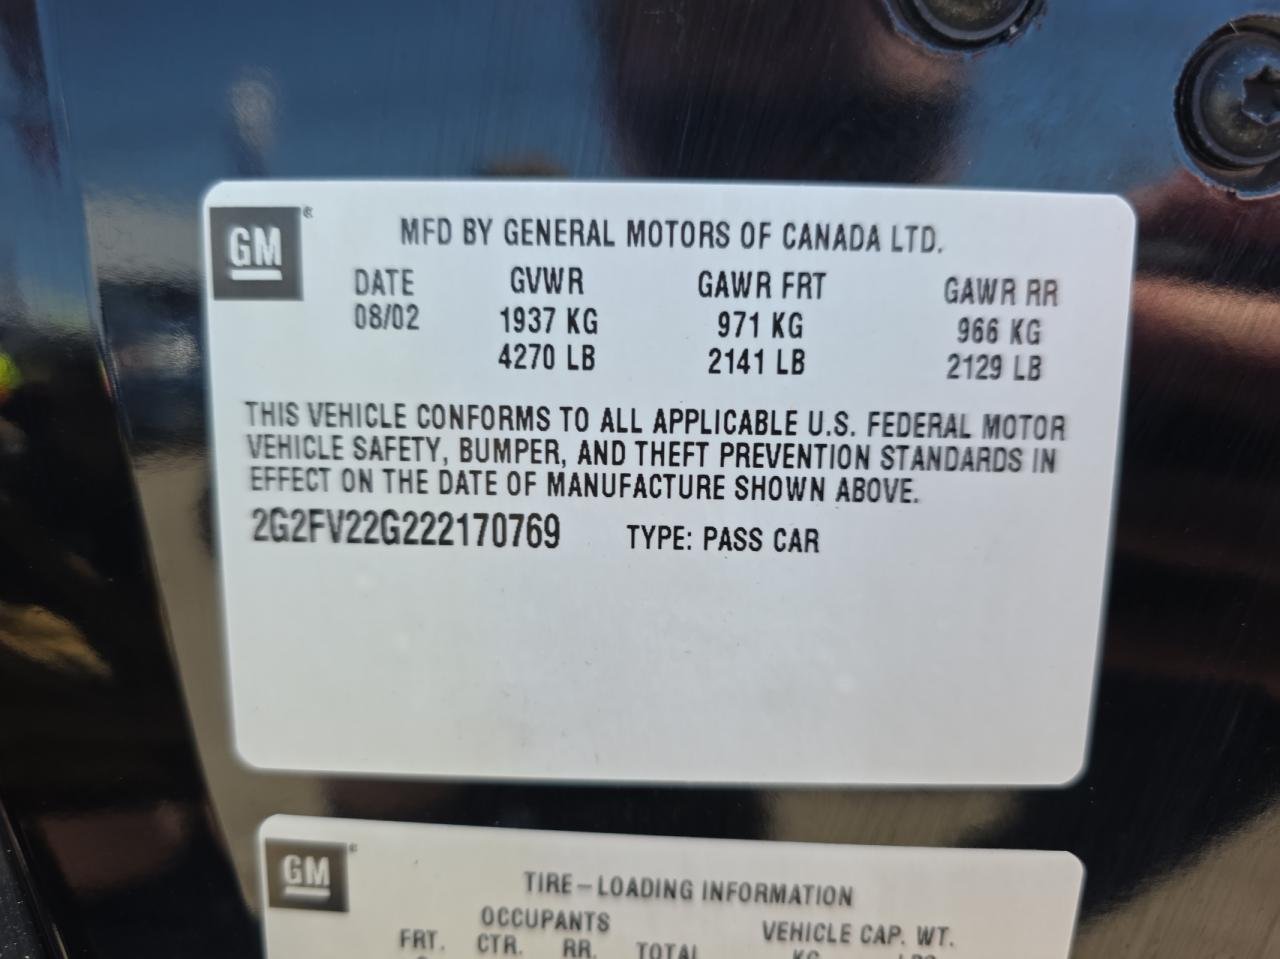 GM
MFD BY GENERAL MOTORS OF CANADA LTD.
DATE GVWR GAWR FRT GAWR RR
08/02 1937 KG 971 KG 966 KG
4270 LB 2141 LB 2129 LB
THIS VEHICLE CONFORMS TO ALL APPLICABLE U.S. FEDERAL MOTOR
VEHICLE SAFETY, BUMPER, AND THEFT PREVENTION STANDARDS IN
EFFECT ON THE DATE OF MANUFACTURE SHOWN ABOVE.
2G2FV22G222170769 TYPE: PASS CAR
GM
TIRE-LOADING INFORMATION
OCCUPANTS VEHICLE CAP. WT.
FRT. CTR. RR. TOTAL KG LBS